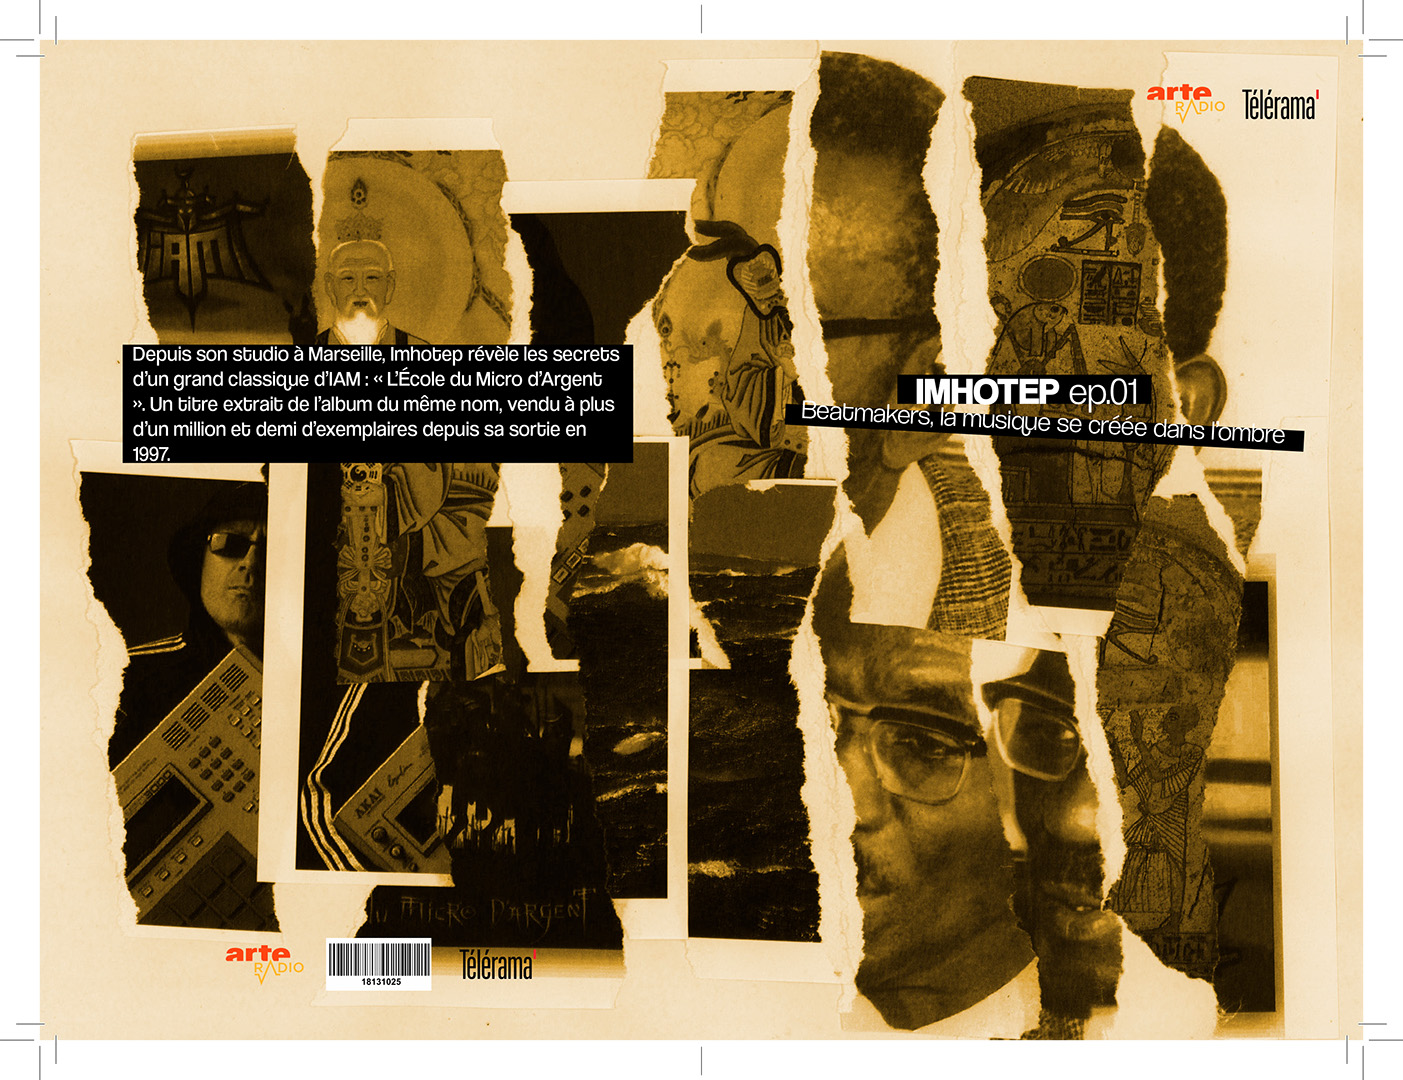 arte
RADIO
Télérama'
IAM
Depuis son studio à Marseille, Imhotep révèle les secrets
d'un grand classique d'IAM : « L'École du Micro d'Argent
». Un titre extrait de l'album du même nom, vendu à plus
d'un million et demi d'exemplaires depuis sa sortie en
1997.
IMHOTEP ep.01
Beatmakers, la musique se créée dans l'ombre
AKAI
Du MICRO D'ARGENT
arte
RADIO
18131025
Télérama'